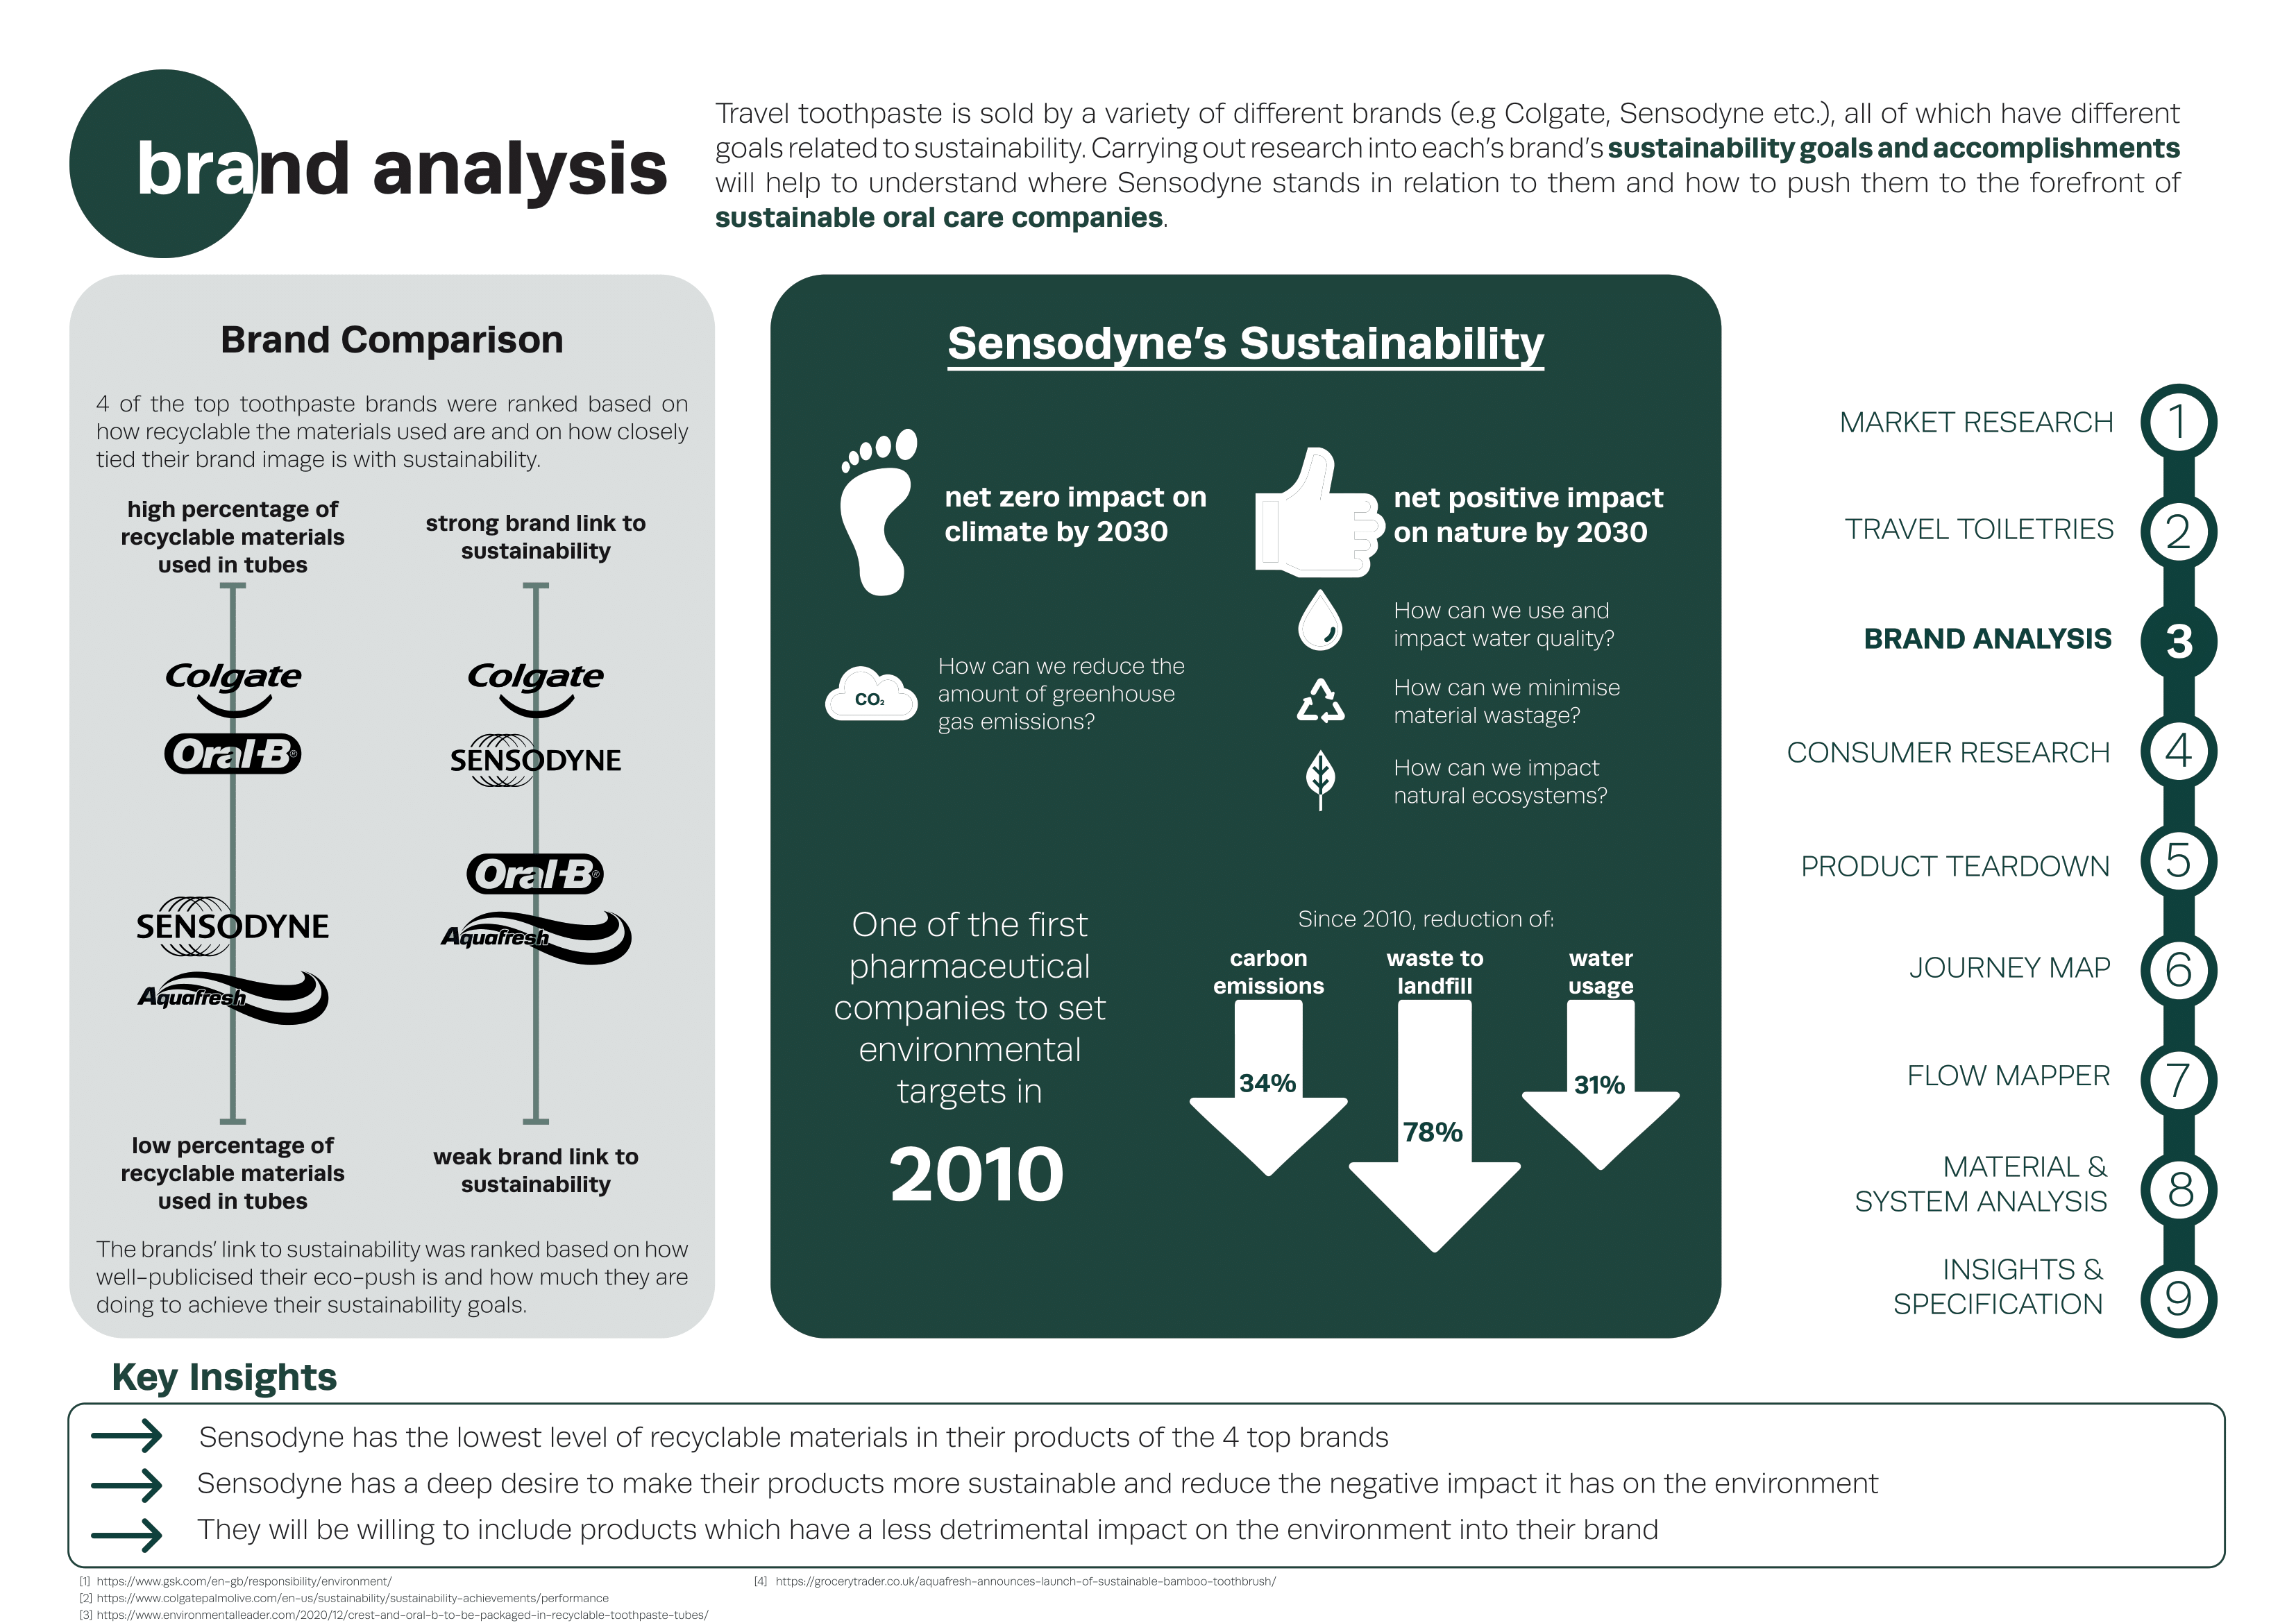 brand analysis
Travel toothpaste is sold by a variety of different brands (e.g Colgate, Sensodyne etc.), all of which have different
goals related to sustainability. Carrying out research into each's brand's sustainability goals and accomplishments
will help to understand where Sensodyne stands in relation to them and how to push them to the forefront of
sustainable oral care companies.
Brand Comparison
4 of the top toothpaste brands were ranked based on
how recyclable the materials used are and on how closely
tied their brand image is with sustainability.
high percentage of
recyclable materials
used in tubes
Colgate
Oral-B®
SENSODYNE
Aquafresh
low percentage of
recyclable materials
used in tubes
strong brand link to
sustainability
Colgate
SENSODYNE
Oral-B®
Aquafresh
weak brand link to
sustainability
The brands' link to sustainability was ranked based on how
well-publicised their eco-push is and how much they are
doing to achieve their sustainability goals.
Sensodyne's Sustainability
net zero impact on
climate by 2030
CO₂
How can we reduce the
amount of greenhouse
gas emissions?
net positive impact
on nature by 2030
How can we use and
impact water quality?
How can we minimise
material wastage?
How can we impact
natural ecosystems?
One of the first
pharmaceutical
companies to set
environmental
targets in
2010
Since 2010, reduction of:
carbon
emissions
34%
waste to
landfill
78%
water
usage
31%
MARKET RESEARCH 1
TRAVEL TOILETRIES 2
BRAND ANALYSIS 3
CONSUMER RESEARCH 4
PRODUCT TEARDOWN 5
JOURNEY MAP 6
FLOW MAPPER 7
MATERIAL &
SYSTEM ANALYSIS 8
INSIGHTS &
SPECIFICATION 9
Key Insights
Sensodyne has the lowest level of recyclable materials in their products of the 4 top brands
Sensodyne has a deep desire to make their products more sustainable and reduce the negative impact it has on the environment
They will be willing to include products which have a less detrimental impact on the environment into their brand
[1] https://www.gsk.com/en-gb/responsibility/environment/
[2] https://www.colgatepalmolive.com/en-us/sustainability/sustainability-achievements/performance
[3] https://www.environmentalleader.com/2020/12/crest-and-oral-b-to-be-packaged-in-recyclable-toothpaste-tubes/
[4] https://grocerytrader.co.uk/aquafresh-announces-launch-of-sustainable-bamboo-toothbrush/